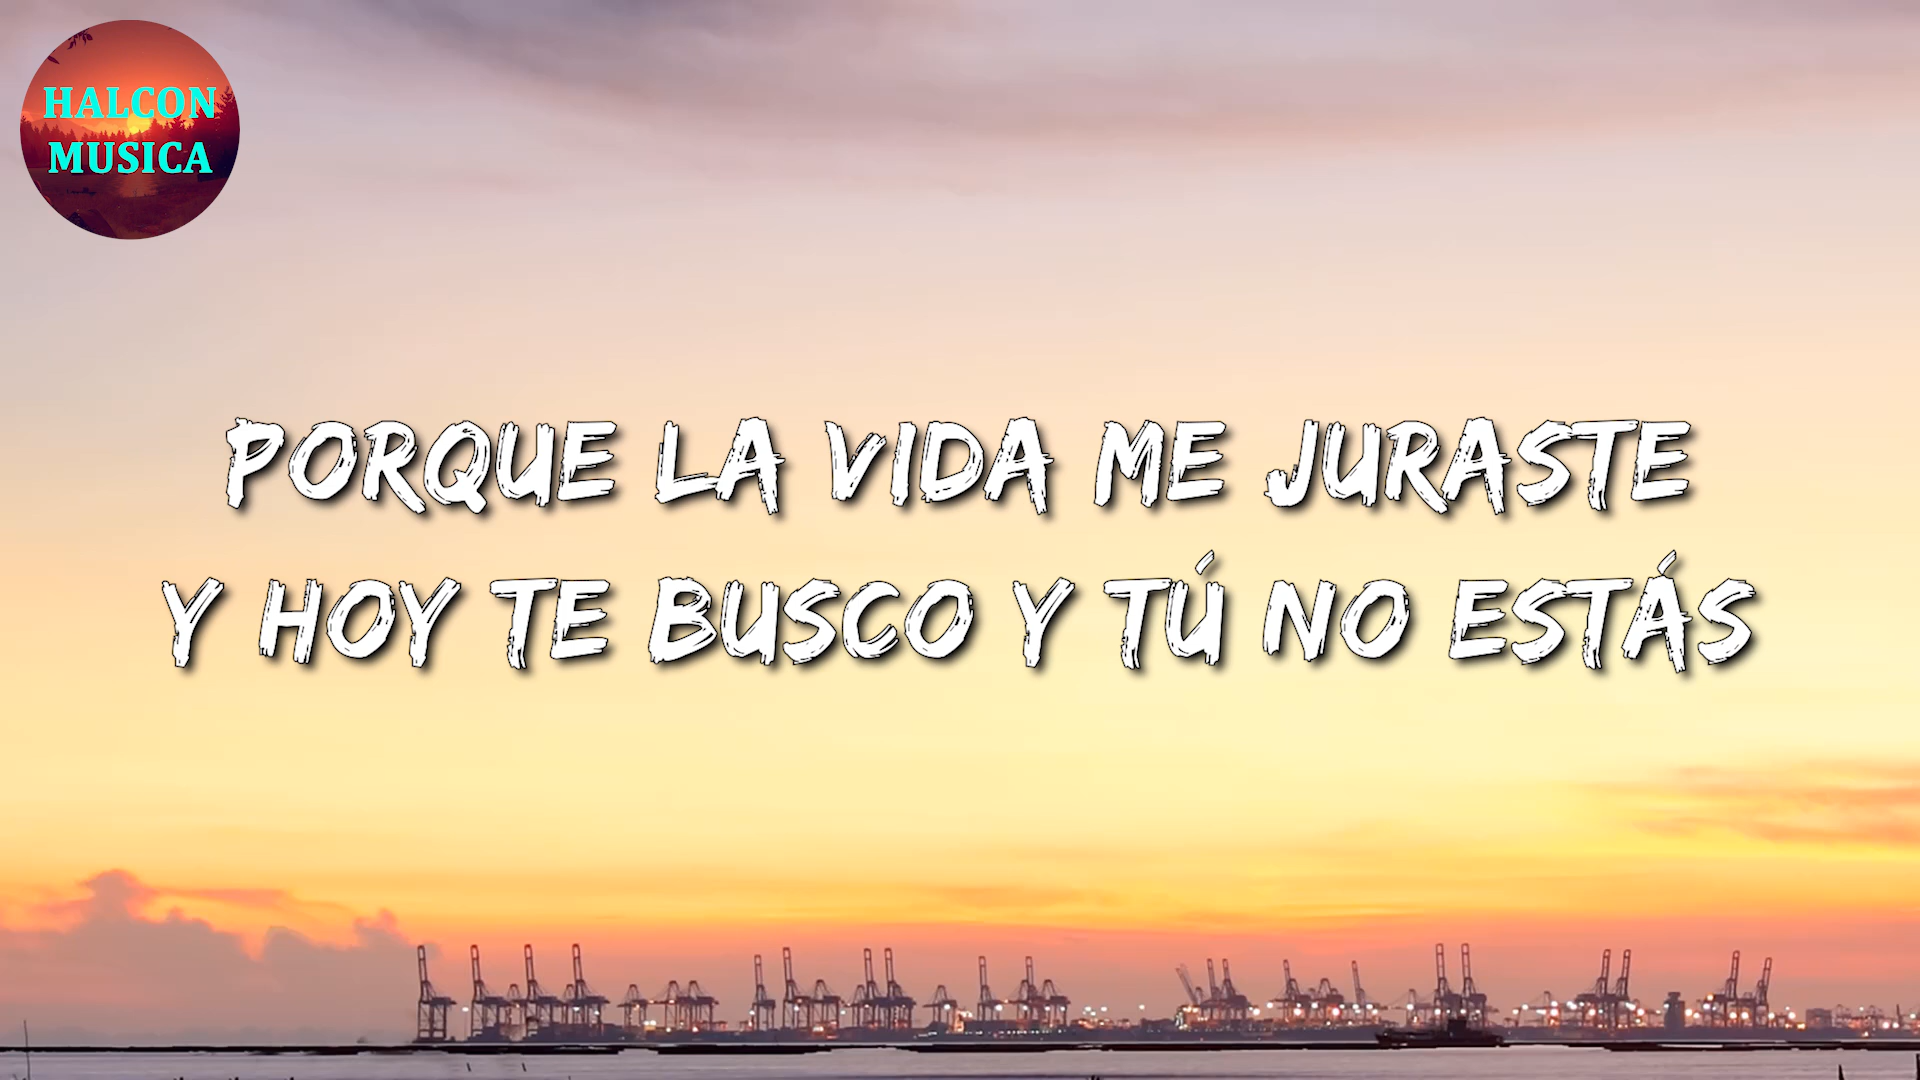 HALCON
MUSICA
PORQUE LA VIDA ME JURASTE
Y HOY TE BUSCO Y TÚ NO ESTÁS